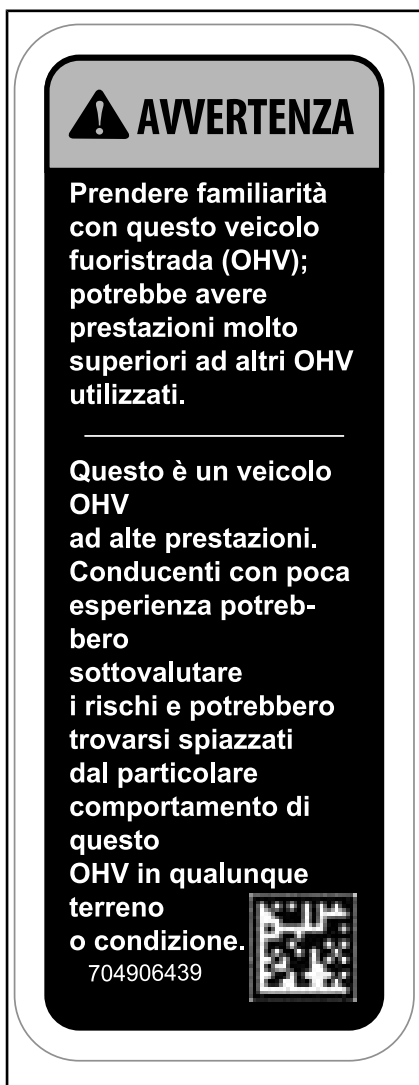 AVVERTENZA
Prendere familiarità
con questo veicolo
fuoristrada (OHV);
potrebbe avere
prestazioni molto
superiori ad altri OHV
utilizzati.
Questo è un veicolo
OHV
ad alte prestazioni.
Conducenti con poca
esperienza potreb-
bero
sottovalutare
i rischi e potrebbero
trovarsi spiazzati
dal particolare
comportamento di
questo
OHV in qualunque
terreno
o condizione.
704906439